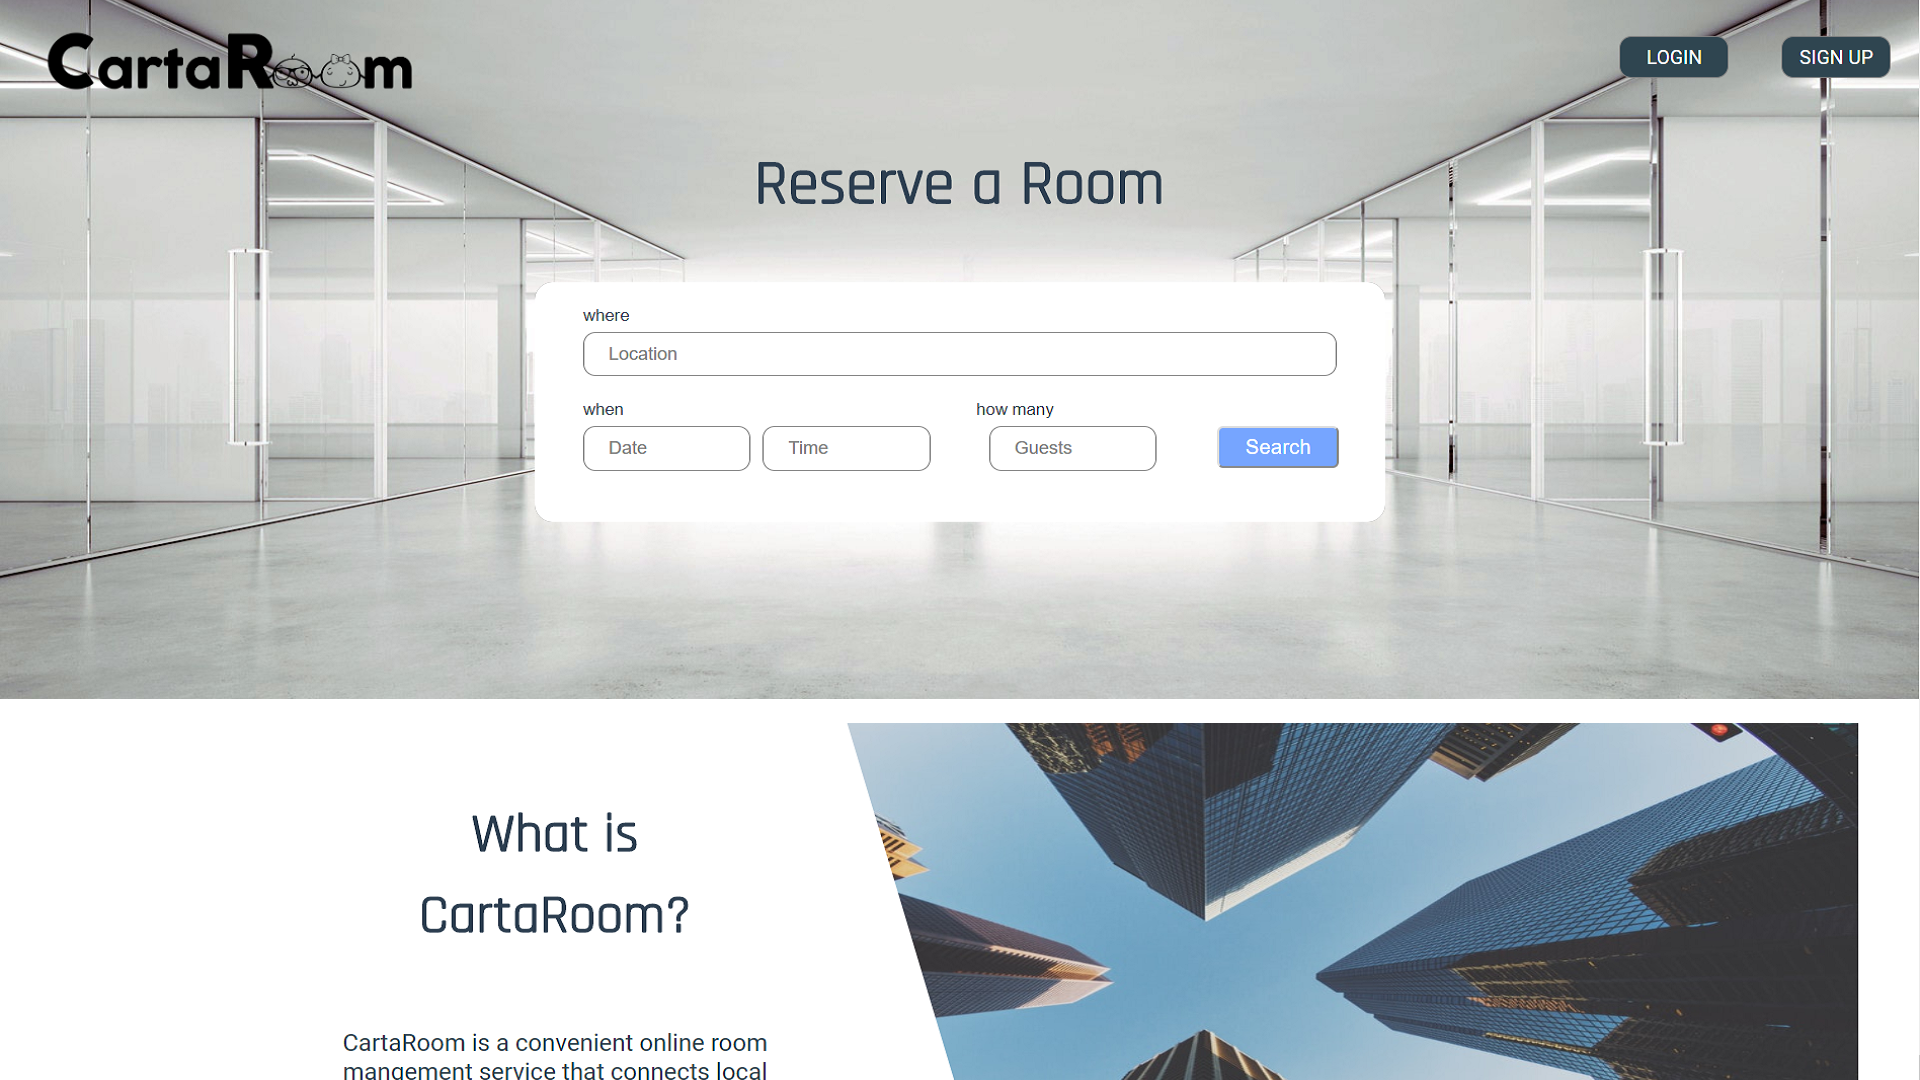 CartaRoom
LOGIN
SIGN UP
Reserve a Room
where
Location
when
how many
Date
Time
Guests
Search
What is
CartaRoom?
CartaRoom is a convenient online room
mangement service that connects local